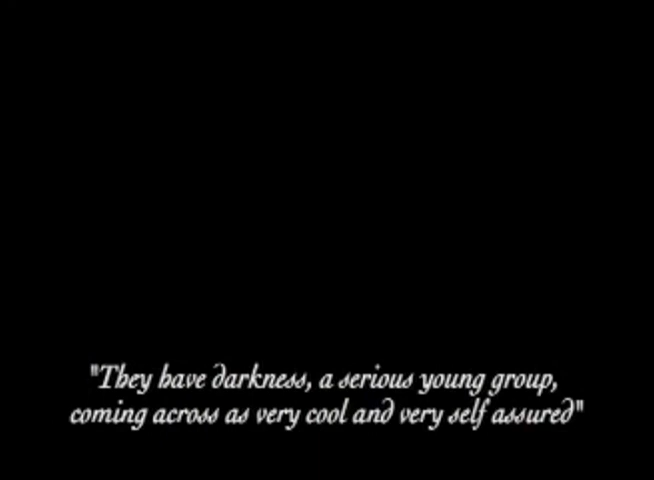 "They have darkness, a serious young group,
coming across as very cool and very self assured"